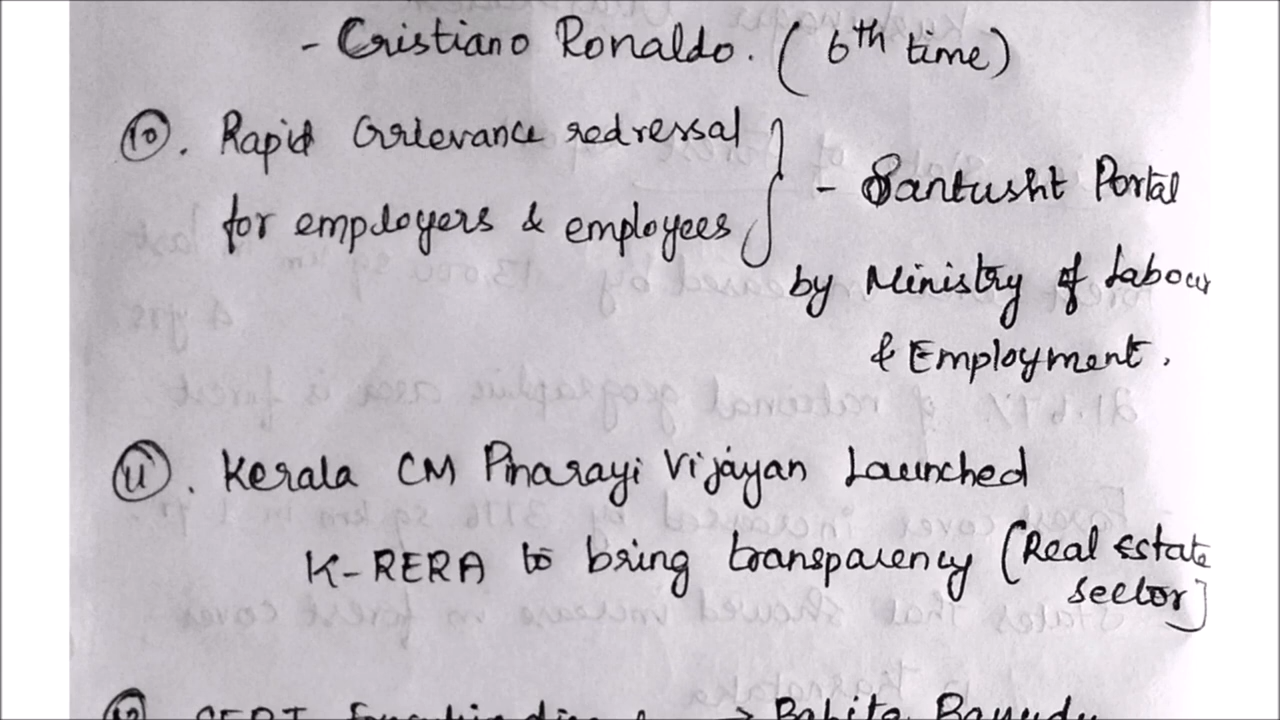 - Cristiano Ronaldo. ( 6th time)
10. Rapid Grievance redressal
for employers & employees } - Santusht Portal
by Ministry of Labour
& Employment.
11. Kerala CM Pinarayi Vijayan Launched
K-RERA to bring transparency (Real Estate
sector]